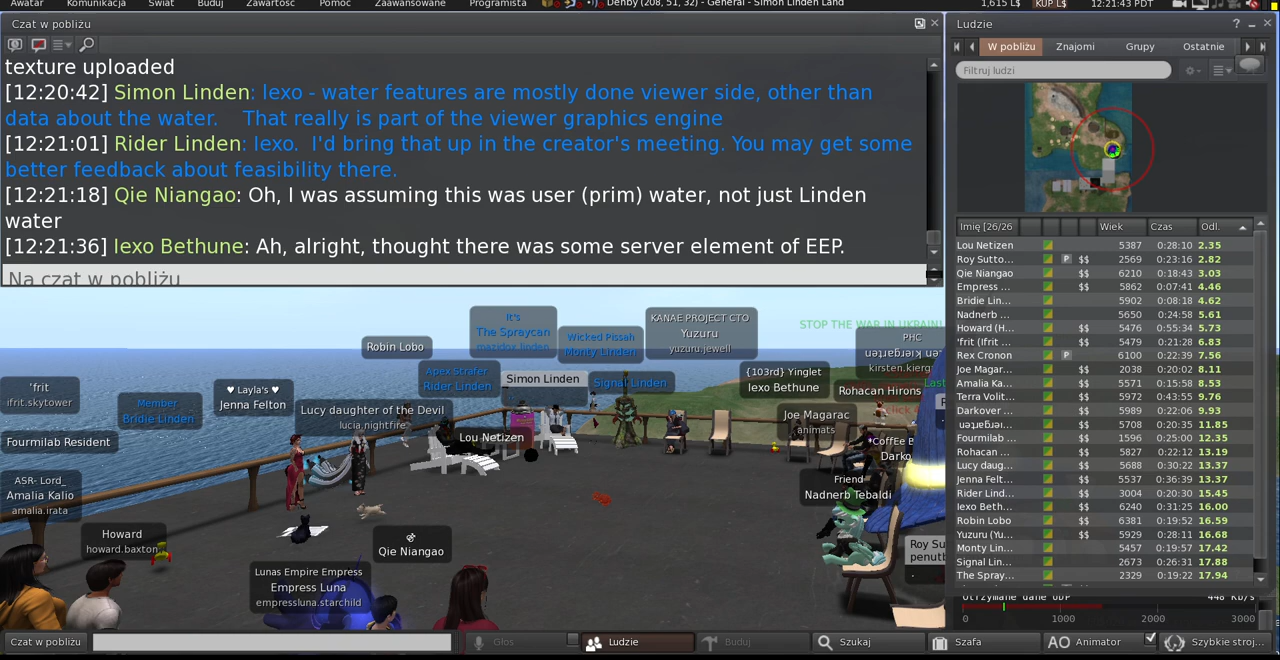 Awatar Komunikacja Świat Buduj Zawartość Pomoc Zaawansowane Programista Denby (208, 51, 32) - General - Simon Linden Land 1,615 L$ KUP L$ 12:21:43 PDT
Czat w pobliżu
texture uploaded
[12:20:42] Simon Linden: Iexo - water features are mostly done viewer side, other than
data about the water. That really is part of the viewer graphics engine
[12:21:01] Rider Linden: Iexo. I'd bring that up in the creator's meeting. You may get some
better feedback about feasibility there.
[12:21:18] Qie Niangao: Oh, I was assuming this was user (prim) water, not just Linden
water
[12:21:36] Iexo Bethune: Ah, alright, thought there was some server element of EEP.
Na czat w pobliżu
It's
The Spraycan
mazidox.linden
Wicked Pissah
Monty Linden
KANAE PROJECT CTO
Yuzuru
yuzuru.jewell
STOP THE WAR IN UKRAIN
PHC
kirsten.kierg
Robin Lobo
Apex Strafer
Rider Linden
Simon Linden
Signal Linden
{103rd} Yinglet
Iexo Bethune
Rohacan Hirons
Last
'frit
ifrit.skytower
♥ Layla's ♥
Jenna Felton
Member
Bridie Linden
Lucy daughter of the Devil
lucia.nightfire
Joe Magarac
animats
Fourmilab Resident
Lou Netizen
*Coffee B
Darko
ASR- Lord_
Amalia Kalio
amalia.irata
Friend
Nadnerb Tebaldi
Howard
howard.baxton
Qie Niangao
Roy Su
penutb
Lunas Empire Empress
Empress Luna
empressluna.starchild
Ludzie
W pobliżu Znajomi Grupy Ostatnie
Filtruj ludzi
Imię [26/26 Wiek Czas Odl.
Lou Netizen 5387 0:28:10 2.35
Roy Sutto... P $$ 2569 0:23:16 2.82
Qie Niangao $$ 6210 0:18:43 3.03
Empress ... $$ 5862 0:07:41 4.46
Bridie Lin... 5902 0:08:18 4.62
Nadnerb ... 5650 0:24:58 5.61
Howard (H... $$ 5476 0:55:34 5.73
'frit (Ifrit ... $$ 5479 0:21:28 6.83
Rex Cronon P 6100 0:22:39 7.56
Joe Magar... $$ 2038 0:20:02 8.11
Amalia Ka... $$ 5571 0:15:58 8.53
Terra Volit... $$ 5972 0:43:55 9.76
Darkover ... $$ 5989 0:22:06 9.93
$$ 5708 0:20:35 11.85
Fourmilab ... $$ 1596 0:25:00 12.35
Rohacan ... $$ 5827 0:22:12 13.19
Lucy daug... $$ 5688 0:30:22 13.37
Jenna Felt... $$ 5537 0:36:39 13.37
Rider Lind... $$ 3004 0:20:30 15.45
Iexo Beth... $$ 6240 0:31:25 16.00
Robin Lobo $$ 6381 0:19:52 16.59
Yuzuru (Yu... $$ 5929 0:28:11 16.68
Monty Lin... 5457 0:19:57 17.42
Signal Lin... 2673 0:26:31 17.88
The Spray... 2329 0:19:22 17.94
Otrzymane dane UDP 448 Kb/s
0 1000 2000 3000
Czat w pobliżu Głos Ludzie Buduj Szukaj Szafa AO Animator Szybkie stroj...